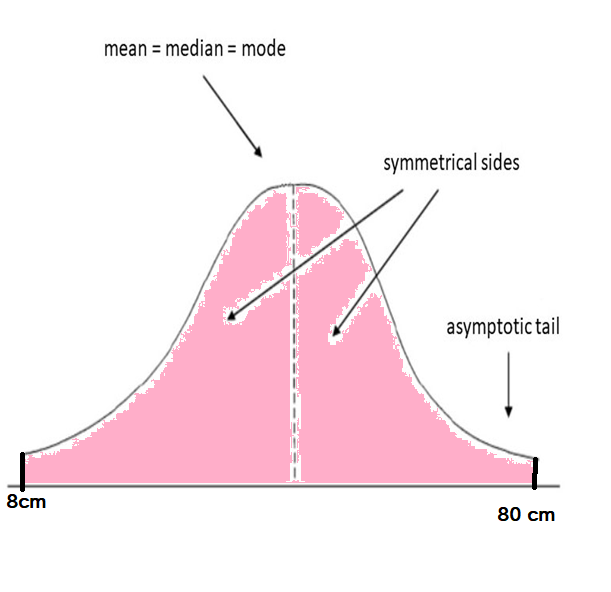 mean = median = mode
symmetrical sides
asymptotic tail
8cm
80 cm